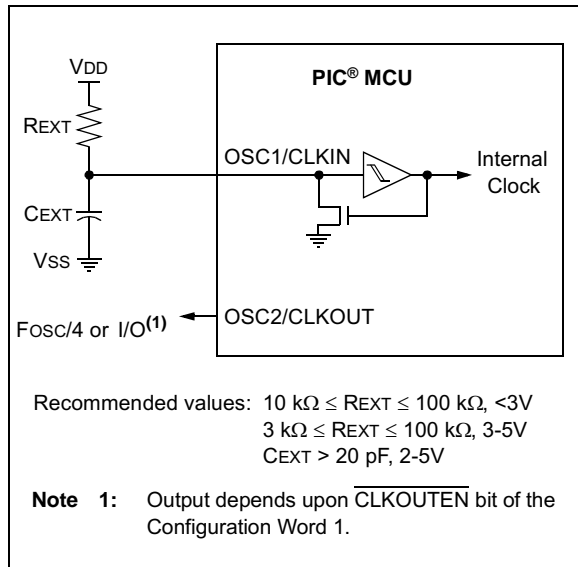 VDD
PIC® MCU
REXT
OSC1/CLKIN
Internal
Clock
CEXT
VSS
OSC2/CLKOUT
FOSC/4 or I/O(1)
Recommended values: 10 kΩ ≤ REXT ≤ 100 kΩ, <3V
3 kΩ ≤ REXT ≤ 100 kΩ, 3-5V
CEXT > 20 pF, 2-5V
Note 1: Output depends upon CLKOUTEN bit of the
Configuration Word 1.